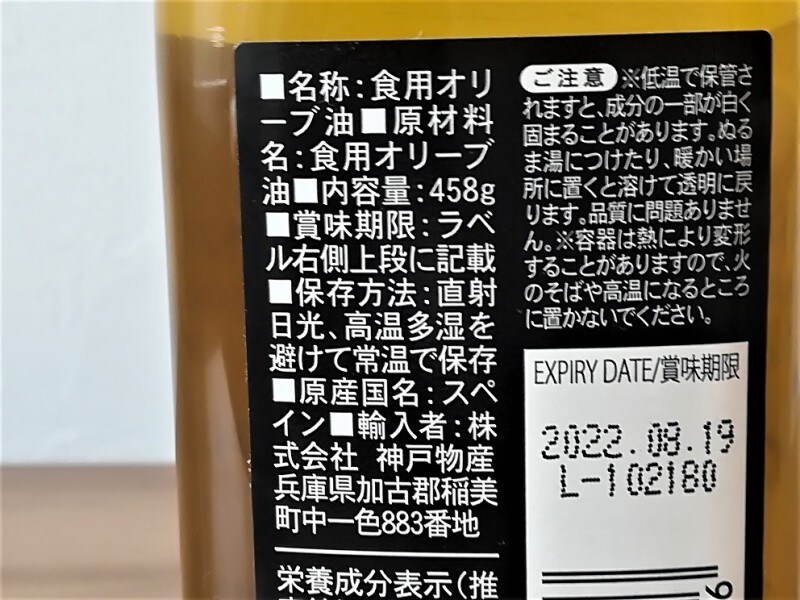 ■名称:食用オリ
ーブ油■原材料
名:食用オリーブ
油■内容量:458g
■賞味期限:ラベ
ル右側上段に記載
■保存方法:直射
日光、高温多湿を
避けて常温で保存
■原産国名:スペ
イン■輸入者:株
式会社 神戸物産
兵庫県加古郡稲美
町中一色883番地
栄養成分表示(推
ご注意 ※低温で保管さ
れますと、成分の一部が白く
固まることがあります。ぬる
ま湯につけたり、暖かい場
所に置くと溶けて透明に戻
ります。品質に問題ありませ
ん。※容器は熱により変形
することがありますので、火
のそばや高温になるところ
に置かないでください。
EXPIRY DATE/賞味期限
2022.08.19
L-102180